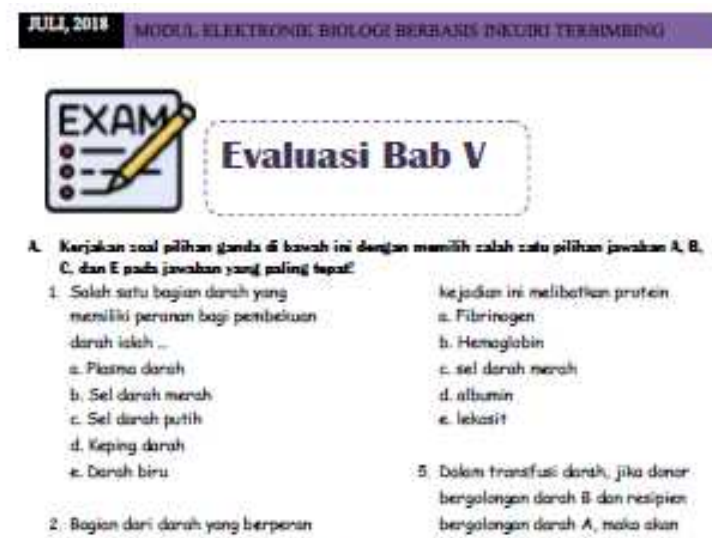 JULI, 2018
MODUL ELEKTRONIK BIOLOGI BERBASIS INKUIRI TERBIMBING
EXAM
Evaluasi Bab V
A. Kerjakan soal pilihan ganda di bawah ini dengan memilih salah satu pilihan jawaban A, B,
C, dan E pada jawaban yang paling tepat!
1. Salah satu bagian darah yang
memiliki peranan bagi pembekuan
darah ialah ...
a. Plasma darah
b. Sel darah merah
c. Sel darah putih
d. Keping darah
e. Darah biru
2. Bagian dari darah yang berperan
kejadian ini melibatkan protein
a. Fibrinogen
b. Hemoglobin
c. sel darah merah
d. albumin
e. lekosit
5. Dalam transfusi darah, jika donor
bergolongan darah B dan resipien
bergolongan darah A, maka akan